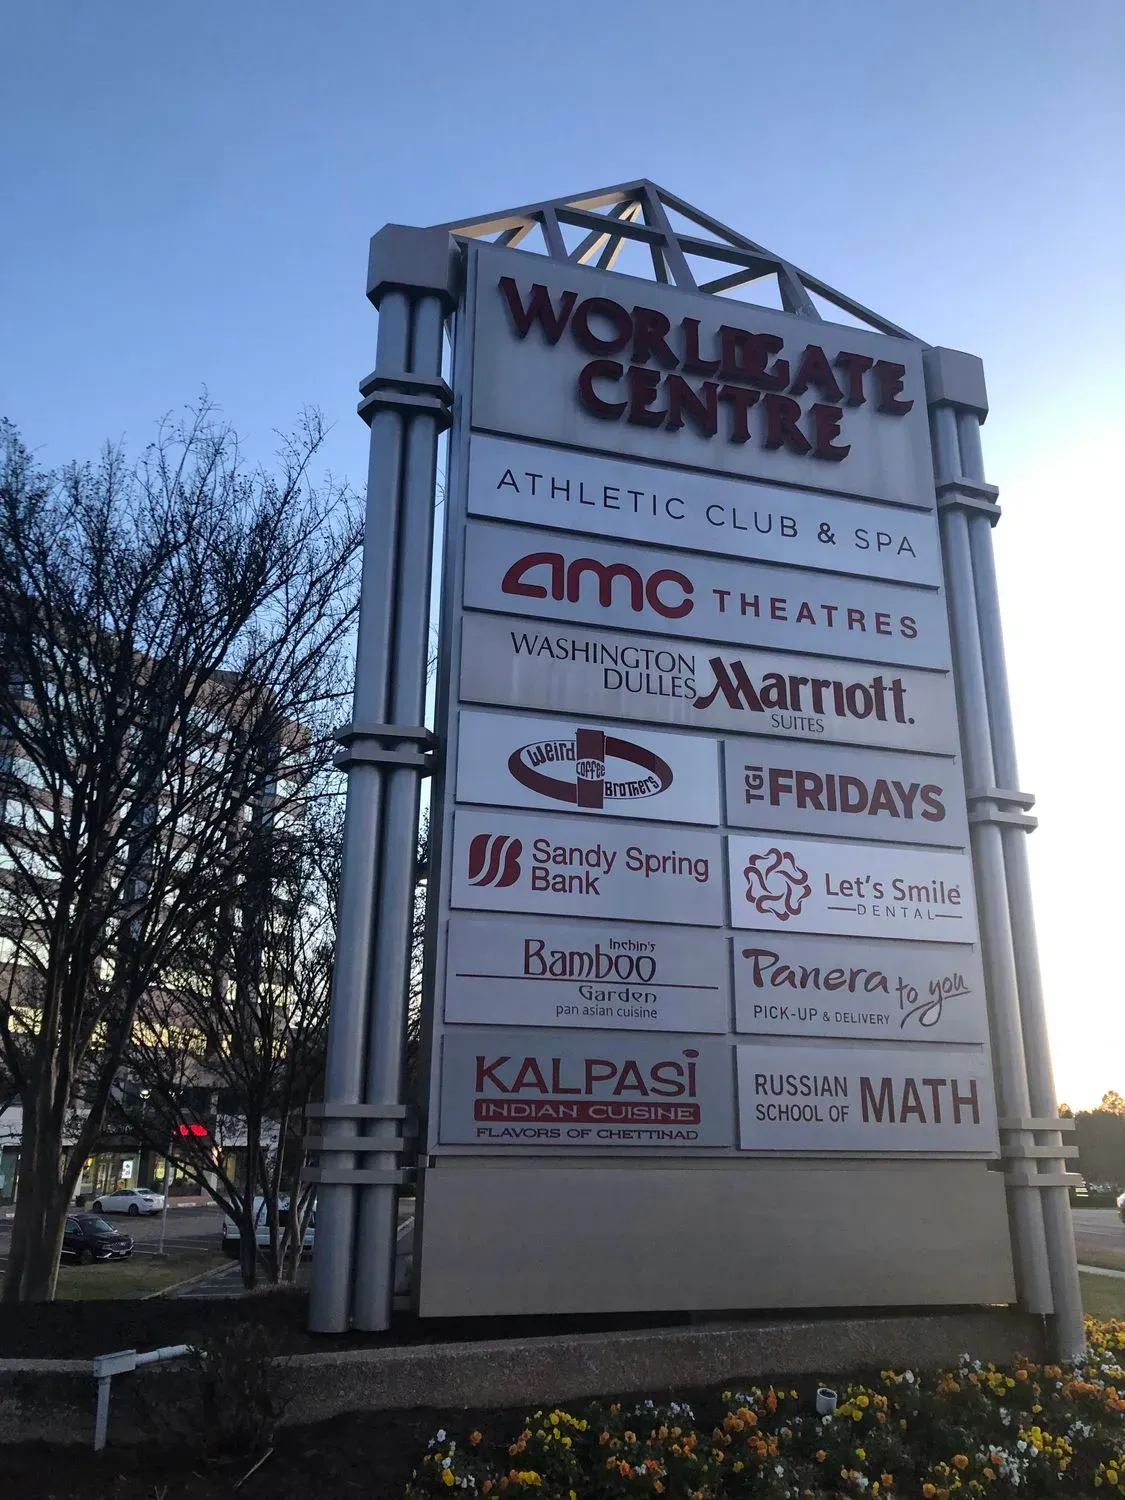 WORLDGATE
CENTRE
ATHLETIC CLUB & SPA
amc THEATRES
WASHINGTON
DULLES
Marriott.
SUITES
Weird
COFFEE
BROTHERS
TGI FRIDAYS
Sandy Spring
Bank
Let's Smile
DENTAL
Inchin's
Bamboo
Garden
pan asian cuisine
Panera to you
PICK-UP & DELIVERY
KALPASi
INDIAN CUISINE
FLAVORS OF CHETTINAD
RUSSIAN
SCHOOL OF
MATH